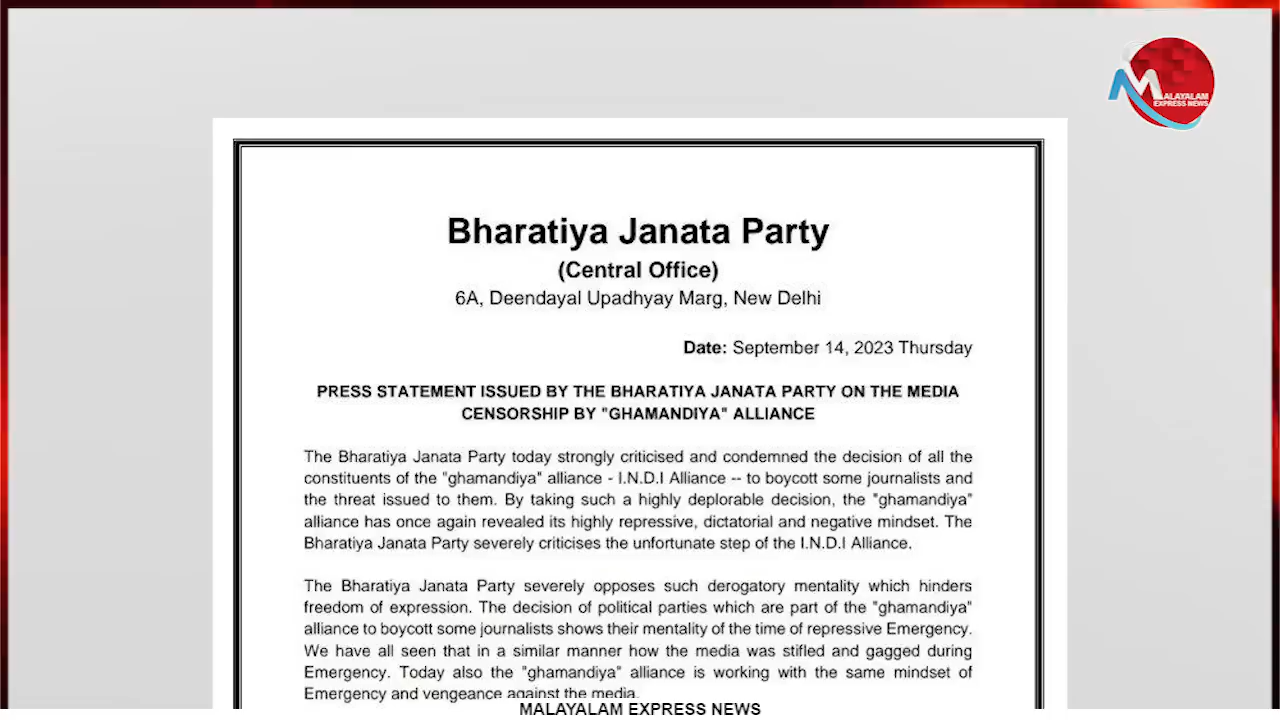 MALAYALAM
EXPRESS NEWS
Bharatiya Janata Party
(Central Office)
6A, Deendayal Upadhyay Marg, New Delhi
Date: September 14, 2023 Thursday
PRESS STATEMENT ISSUED BY THE BHARATIYA JANATA PARTY ON THE MEDIA
CENSORSHIP BY "GHAMANDIYA" ALLIANCE
The Bharatiya Janata Party today strongly criticised and condemned the decision of all the
constituents of the "ghamandiya" alliance - I.N.D.I Alliance -- to boycott some journalists and
the threat issued to them. By taking such a highly deplorable decision, the "ghamandiya"
alliance has once again revealed its highly repressive, dictatorial and negative mindset. The
Bharatiya Janata Party severely criticises the unfortunate step of the I.N.D.I Alliance.
The Bharatiya Janata Party severely opposes such derogatory mentality which hinders
freedom of expression. The decision of political parties which are part of the "ghamandiya"
alliance to boycott some journalists shows their mentality of the time of repressive Emergency.
We have all seen that in a similar manner how the media was stifled and gagged during
Emergency. Today also the "ghamandiya" alliance is working with the same mindset of
Emergency and vengeance against the media.
MALAYALAM EXPRESS NEWS